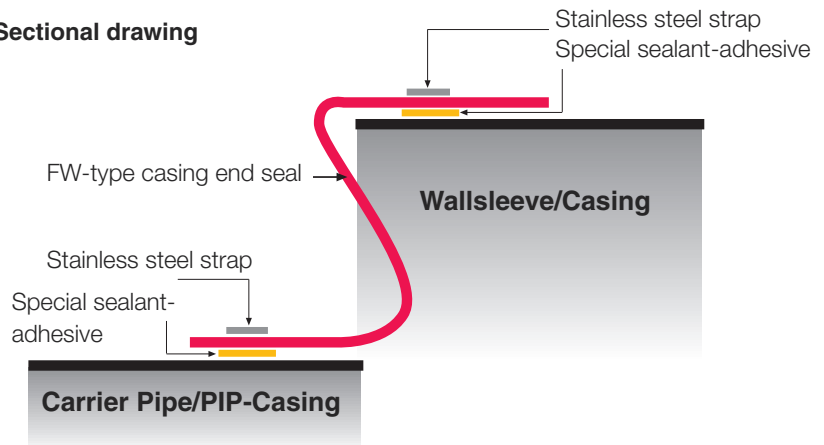 Sectional drawing
Stainless steel strap
Special sealant-adhesive
FW-type casing end seal
Wallsleeve/Casing
Stainless steel strap
Special sealant-
adhesive
Carrier Pipe/PIP-Casing